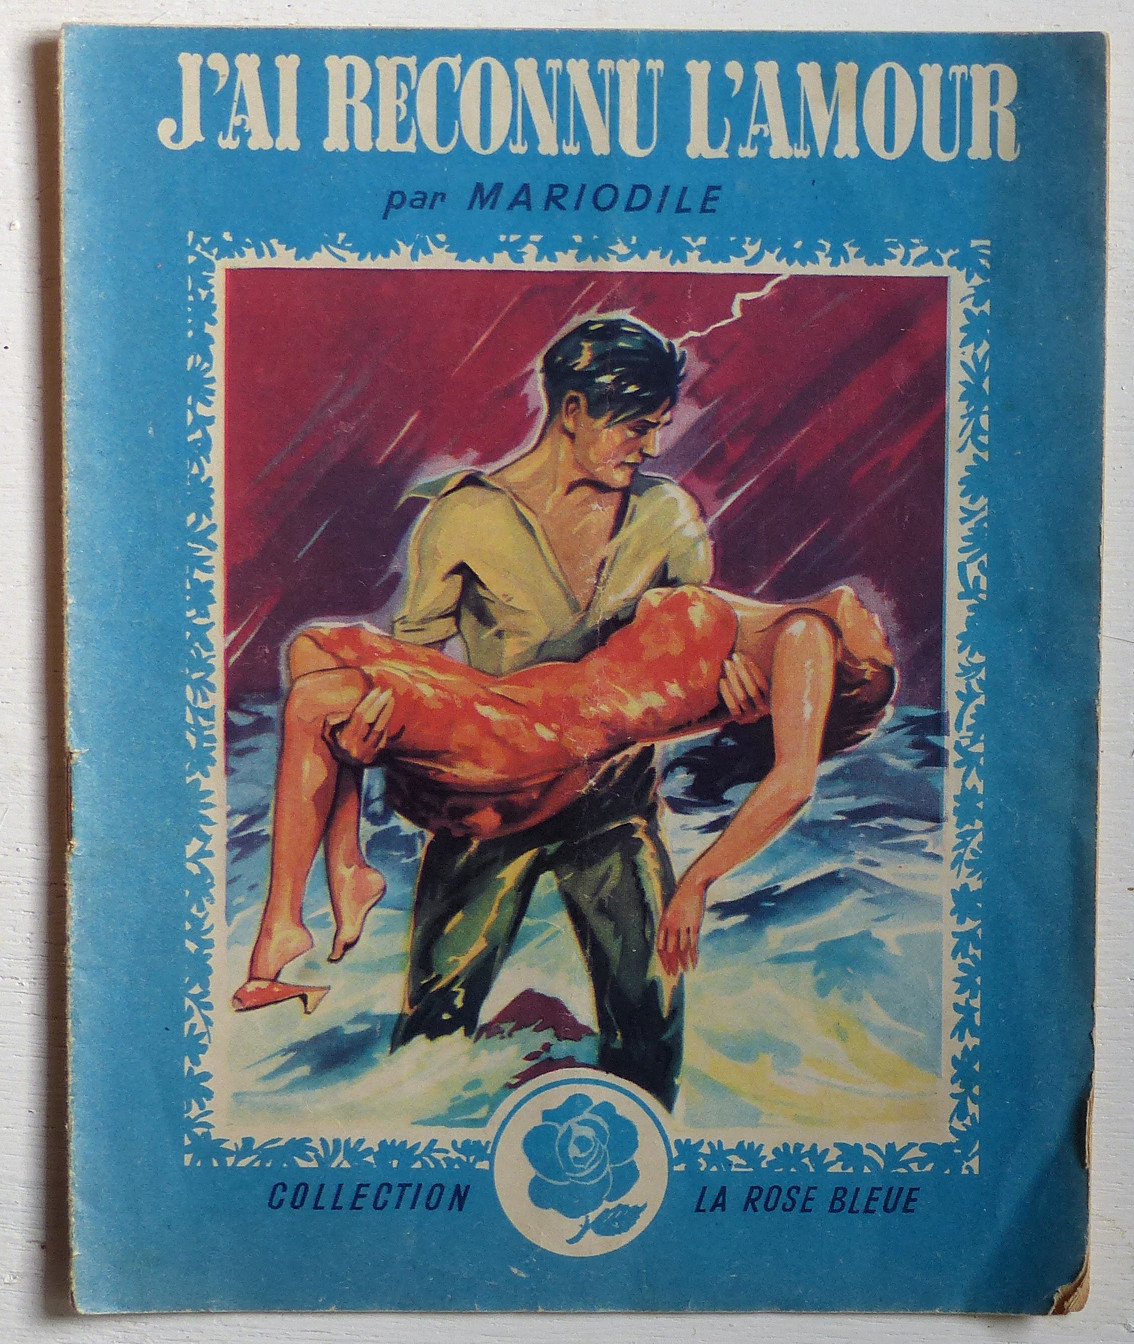 J'AI RECONNU L'AMOUR
par MARIODILE
COLLECTION LA ROSE BLEUE